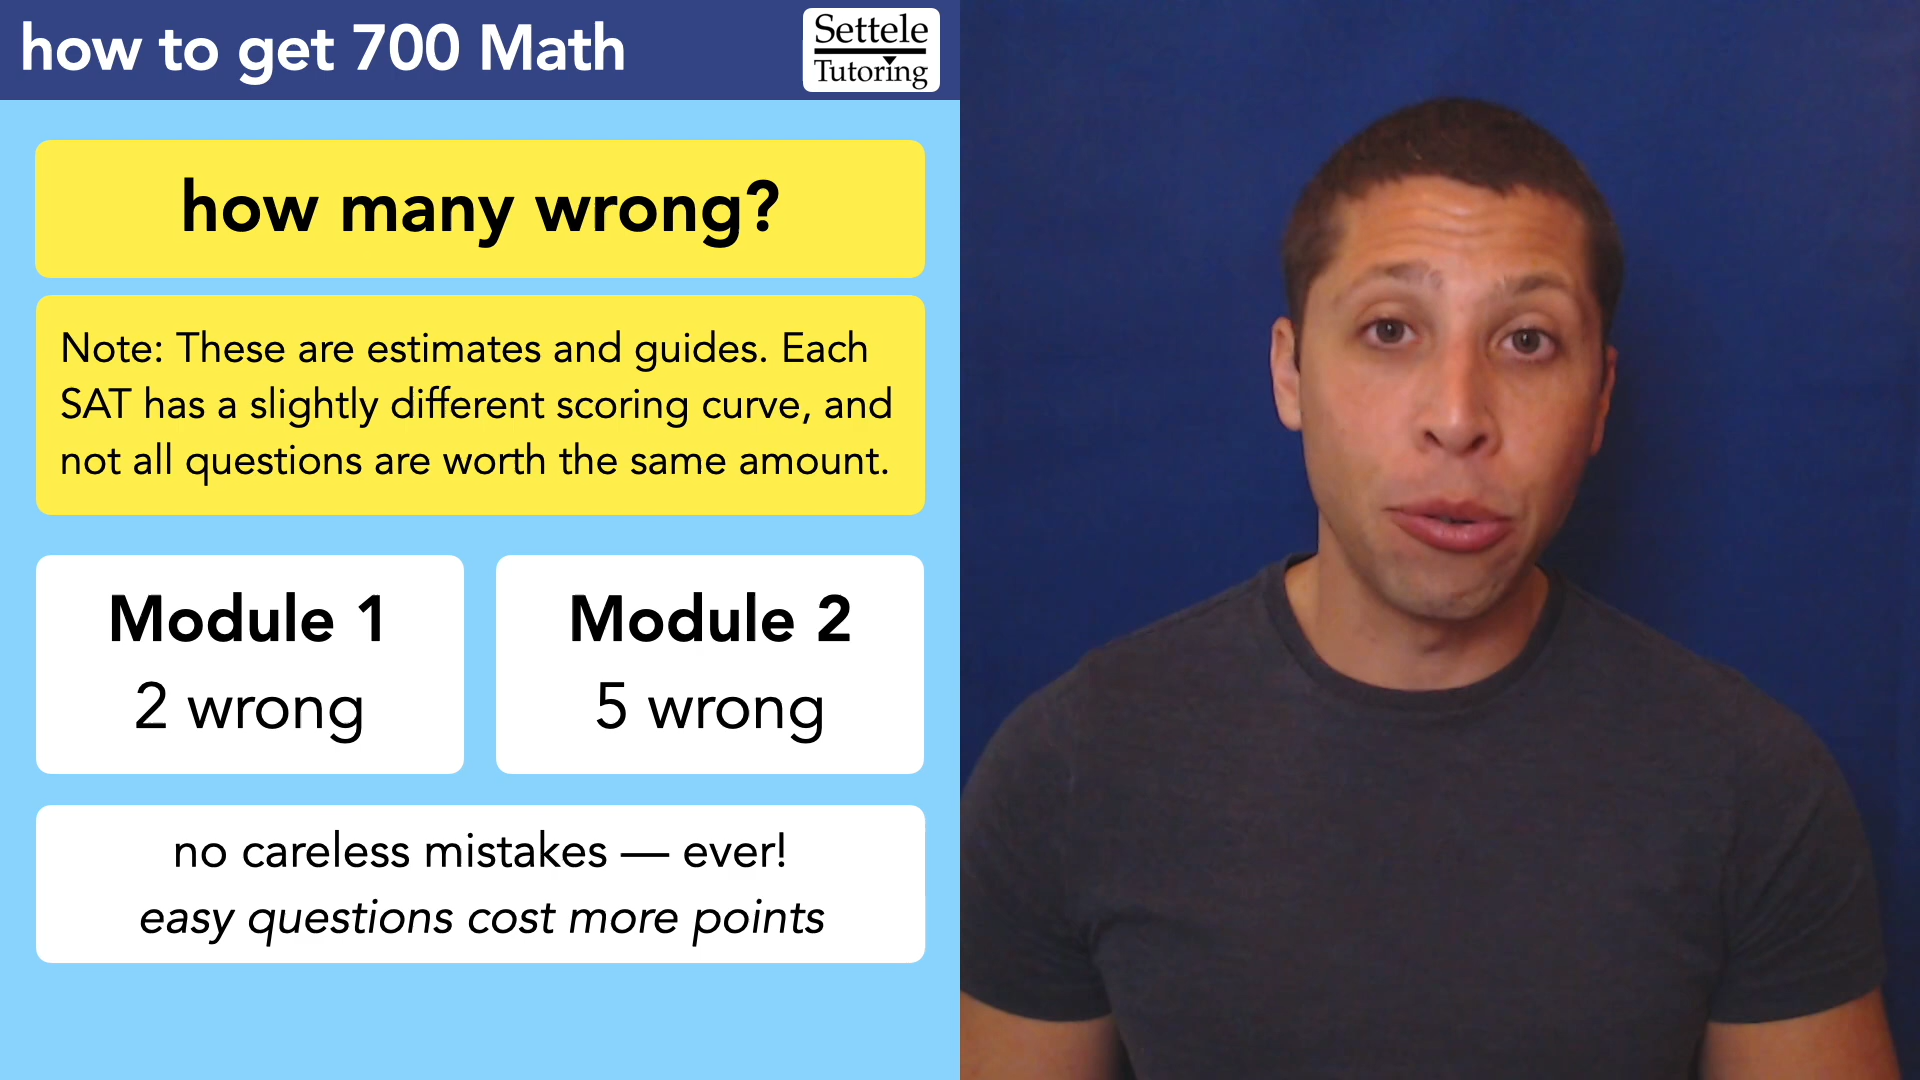 how to get 700 Math
Settele
Tutoring
how many wrong?
Note: These are estimates and guides. Each
SAT has a slightly different scoring curve, and
not all questions are worth the same amount.
Module 1
2 wrong
Module 2
5 wrong
no careless mistakes — ever!
easy questions cost more points